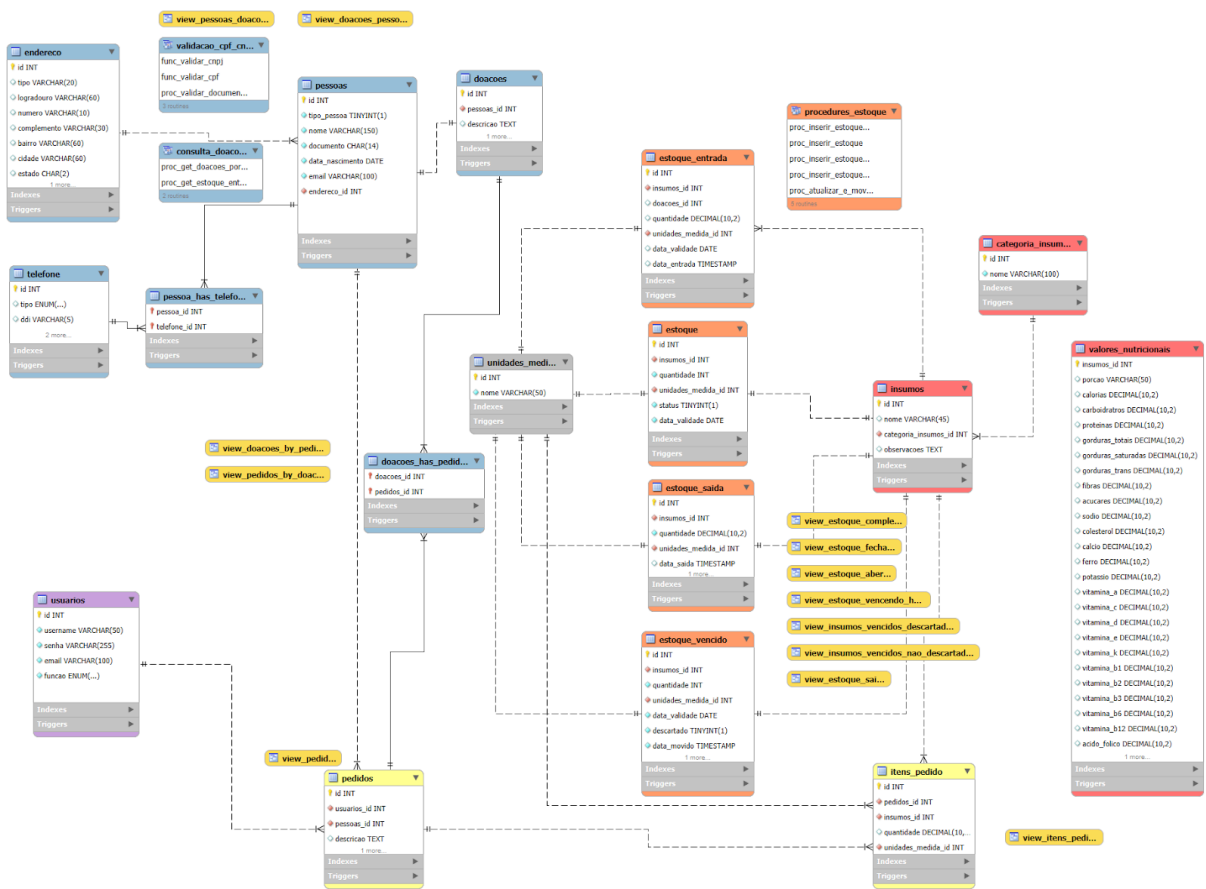 view_pessoas_doaco...
view_doacoes_pesso...
endereco
id INT
tipo VARCHAR(20)
logradouro VARCHAR(60)
numero VARCHAR(10)
complemento VARCHAR(30)
bairro VARCHAR(60)
cidade VARCHAR(60)
estado CHAR(2)
1 more...
Indexes
Triggers
validacao_cpf_cn...
func_validar_cnpj
func_validar_cpf
proc_validar_documen...
3 routines
consulta_doaco...
proc_get_doacoes_por...
proc_get_estoque_ent...
2 routines
pessoas
id INT
tipo_pessoa TINYINT(1)
nome VARCHAR(150)
documento CHAR(14)
data_nascimento DATE
email VARCHAR(100)
endereco_id INT
Indexes
Triggers
doacoes
id INT
pessoas_id INT
descricao TEXT
1 more...
Indexes
Triggers
procedures_estoque
proc_inserir_estoque...
proc_inserir_estoque
proc_inserir_estoque...
proc_inserir_estoque...
proc_atualizar_e_mov...
5 routines
estoque_entrada
id INT
insumos_id INT
doacoes_id INT
quantidade DECIMAL(10,2)
unidades_medida_id INT
data_validade DATE
data_entrada TIMESTAMP
Indexes
Triggers
categoria_insum...
id INT
nome VARCHAR(100)
Indexes
Triggers
telefone
id INT
tipo ENUM(...)
ddi VARCHAR(5)
2 more...
Indexes
Triggers
pessoa_has_telefo...
pessoa_id INT
telefone_id INT
Indexes
Triggers
unidades_medi...
id INT
nome VARCHAR(50)
Indexes
Triggers
estoque
id INT
insumos_id INT
quantidade INT
unidades_medida_id INT
status TINYINT(1)
data_validade DATE
Indexes
Triggers
insumos
id INT
nome VARCHAR(45)
categoria_insumos_id INT
observacoes TEXT
Indexes
Triggers
valores_nutricionais
insumos_id INT
porcao VARCHAR(50)
calorias DECIMAL(10,2)
carboidratros DECIMAL(10,2)
proteinas DECIMAL(10,2)
gorduras_totais DECIMAL(10,2)
gorduras_saturadas DECIMAL(10,2)
gorduras_trans DECIMAL(10,2)
fibras DECIMAL(10,2)
acucares DECIMAL(10,2)
sodio DECIMAL(10,2)
colesterol DECIMAL(10,2)
calcio DECIMAL(10,2)
ferro DECIMAL(10,2)
potassio DECIMAL(10,2)
vitamina_a DECIMAL(10,2)
vitamina_c DECIMAL(10,2)
vitamina_d DECIMAL(10,2)
vitamina_e DECIMAL(10,2)
vitamina_k DECIMAL(10,2)
vitamina_b1 DECIMAL(10,2)
vitamina_b2 DECIMAL(10,2)
vitamina_b3 DECIMAL(10,2)
vitamina_b6 DECIMAL(10,2)
vitamina_b12 DECIMAL(10,2)
acido_folico DECIMAL(10,2)
1 more...
Indexes
Triggers
view_doacoes_by_pedi...
view_pedidos_by_doac...
doacoes_has_pedid...
doacoes_id INT
pedidos_id INT
Indexes
Triggers
estoque_saida
id INT
insumos_id INT
quantidade DECIMAL(10,2)
unidades_medida_id INT
data_saida TIMESTAMP
1 more...
Indexes
Triggers
view_estoque_comple...
view_estoque_fecha...
view_estoque_aber...
view_estoque_vencendo_h...
view_insumos_vencidos_descartad...
view_insumos_vencidos_nao_descartad...
view_estoque_sai...
usuarios
id INT
username VARCHAR(50)
senha VARCHAR(255)
email VARCHAR(100)
funcao ENUM(...)
Indexes
Triggers
estoque_vencido
id INT
insumos_id INT
quantidade INT
unidades_medida_id INT
data_validade DATE
descartado TINYINT(1)
data_movido TIMESTAMP
1 more...
Indexes
Triggers
view_pedid...
pedidos
id INT
usuarios_id INT
pessoas_id INT
descricao TEXT
1 more...
Indexes
Triggers
itens_pedido
id INT
pedidos_id INT
insumos_id INT
quantidade DECIMAL(10,...
unidades_medida_id INT
Indexes
Triggers
view_itens_pedi...